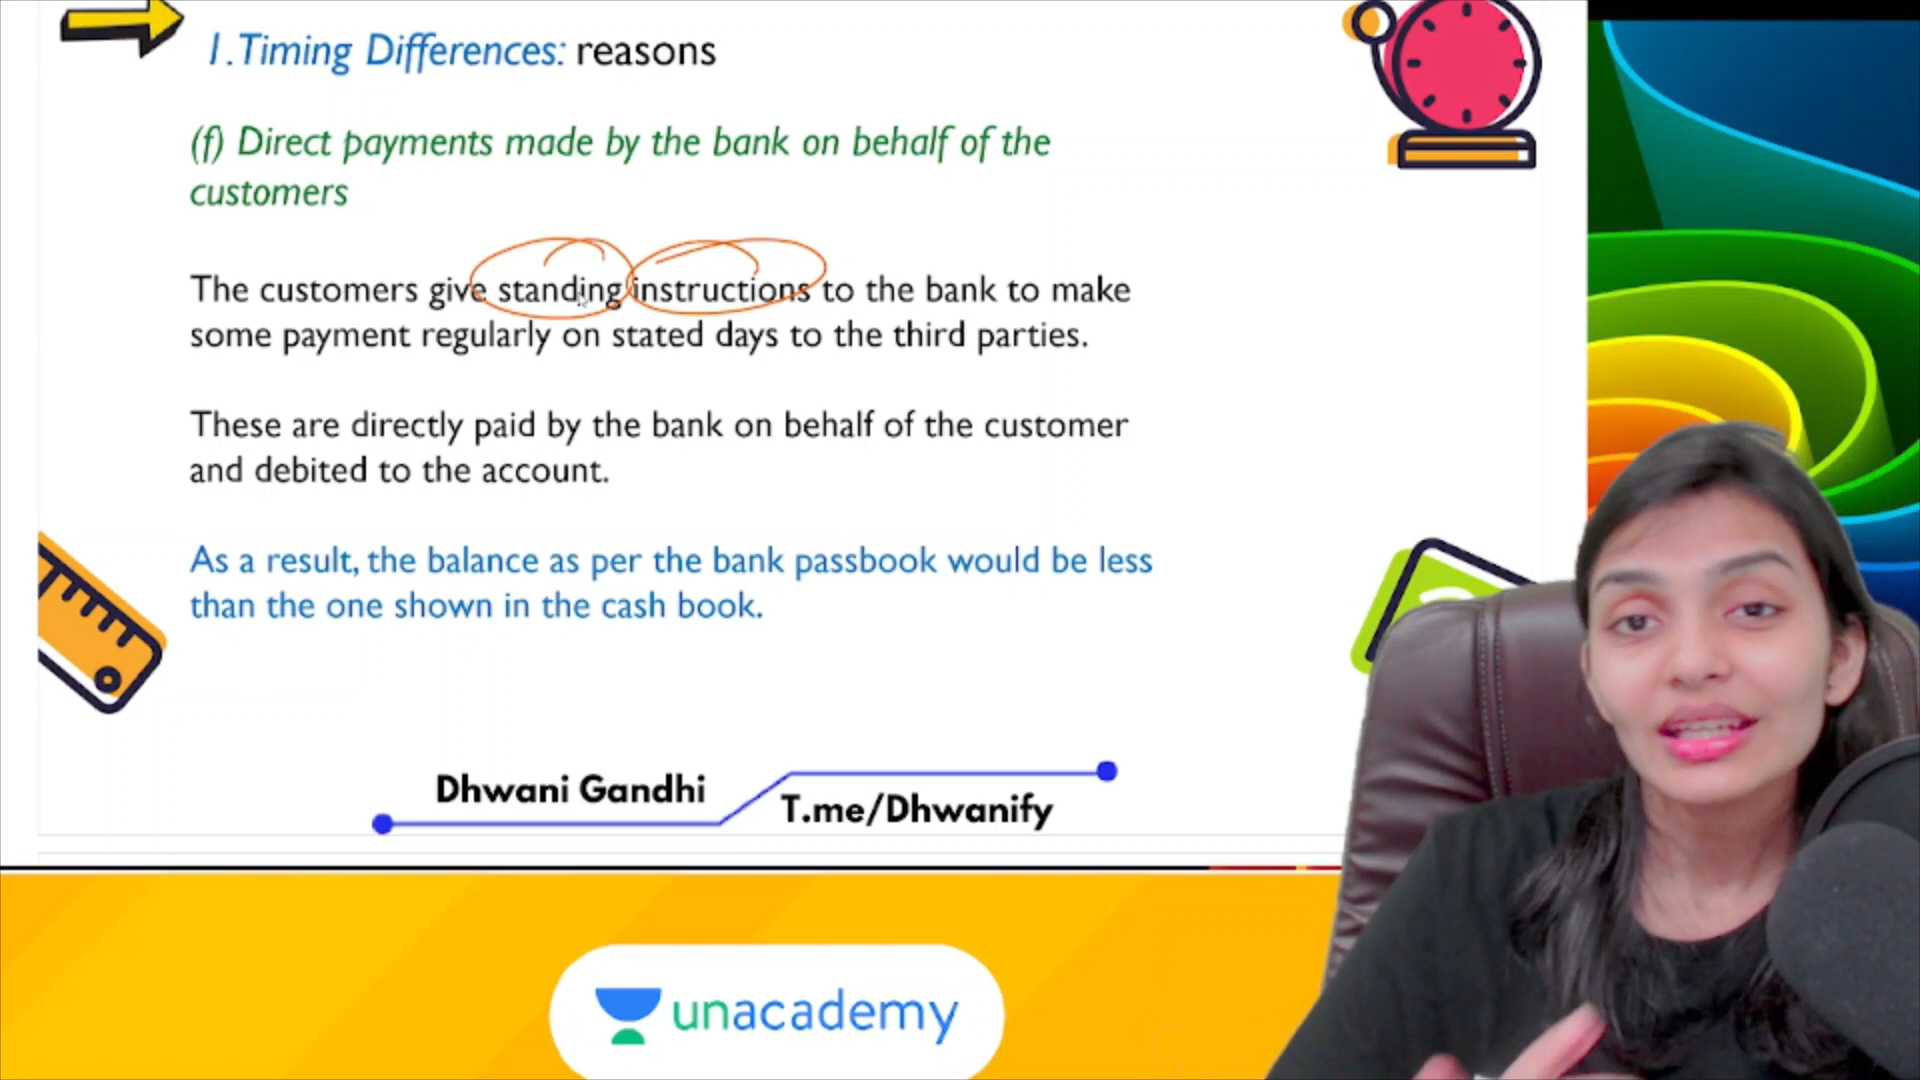 1.Timing Differences: reasons
(f) Direct payments made by the bank on behalf of the
customers
The customers give standing instructions to the bank to make
some payment regularly on stated days to the third parties.
These are directly paid by the bank on behalf of the customer
and debited to the account.
As a result, the balance as per the bank passbook would be less
than the one shown in the cash book.
Dhwani Gandhi
T.me/Dhwanify
unacademy